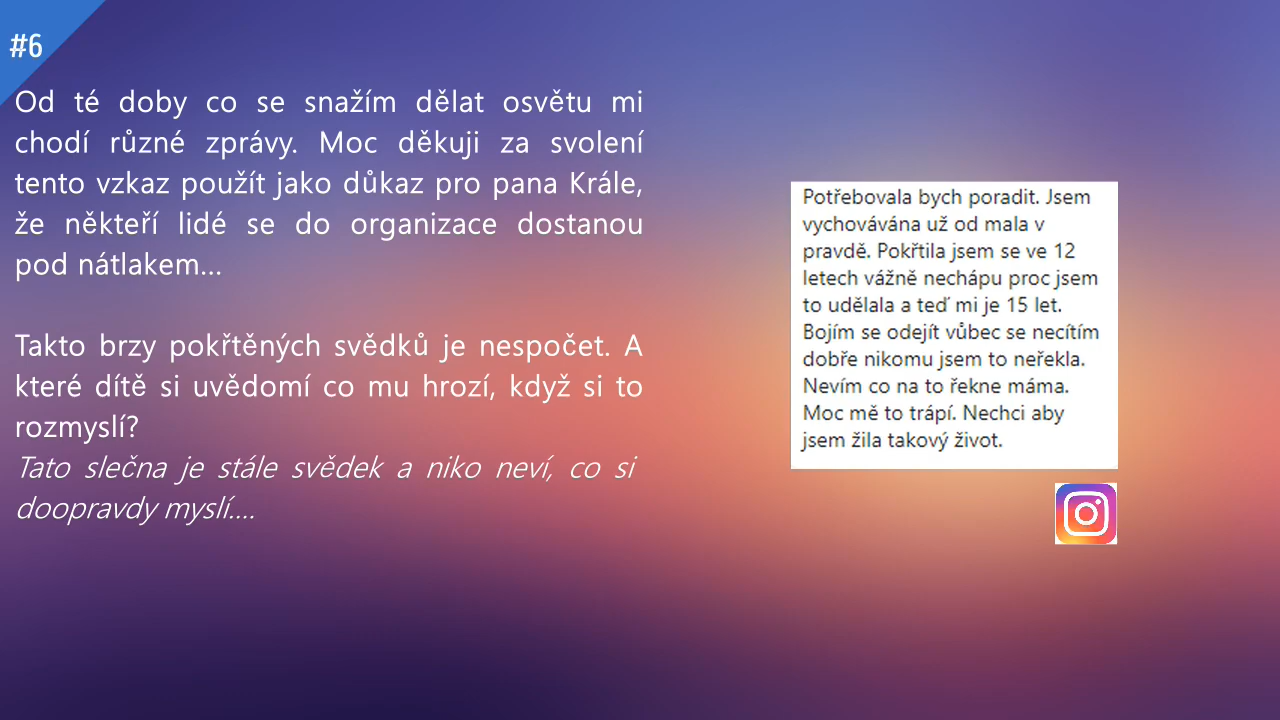 #6
Od té doby co se snažím dělat osvětu mi
chodí různé zprávy. Moc děkuji za svolení
tento vzkaz použít jako důkaz pro pana Krále,
že někteří lidé se do organizace dostanou
pod nátlakem...
Takto brzy pokřtěných svědků je nespočet. A
které dítě si uvědomí co mu hrozí, když si to
rozmyslí?
Tato slečna je stále svědek a niko neví, co si
doopravdy myslí....
Potřebovala bych poradit. Jsem
vychovávána už od mala v
pravdě. Pokřtila jsem se ve 12
letech vážně nechápu proc jsem
to udělala a teď mi je 15 let.
Bojím se odejít vůbec se necítím
dobře nikomu jsem to neřekla.
Nevím co na to řekne máma.
Moc mě to trápí. Nechci aby
jsem žila takový život.